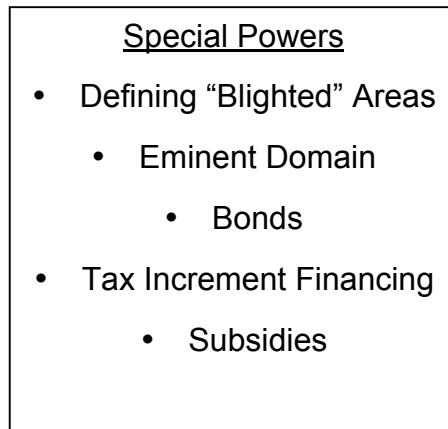 Special Powers
• Defining “Blighted” Areas
• Eminent Domain
• Bonds
• Tax Increment Financing
• Subsidies